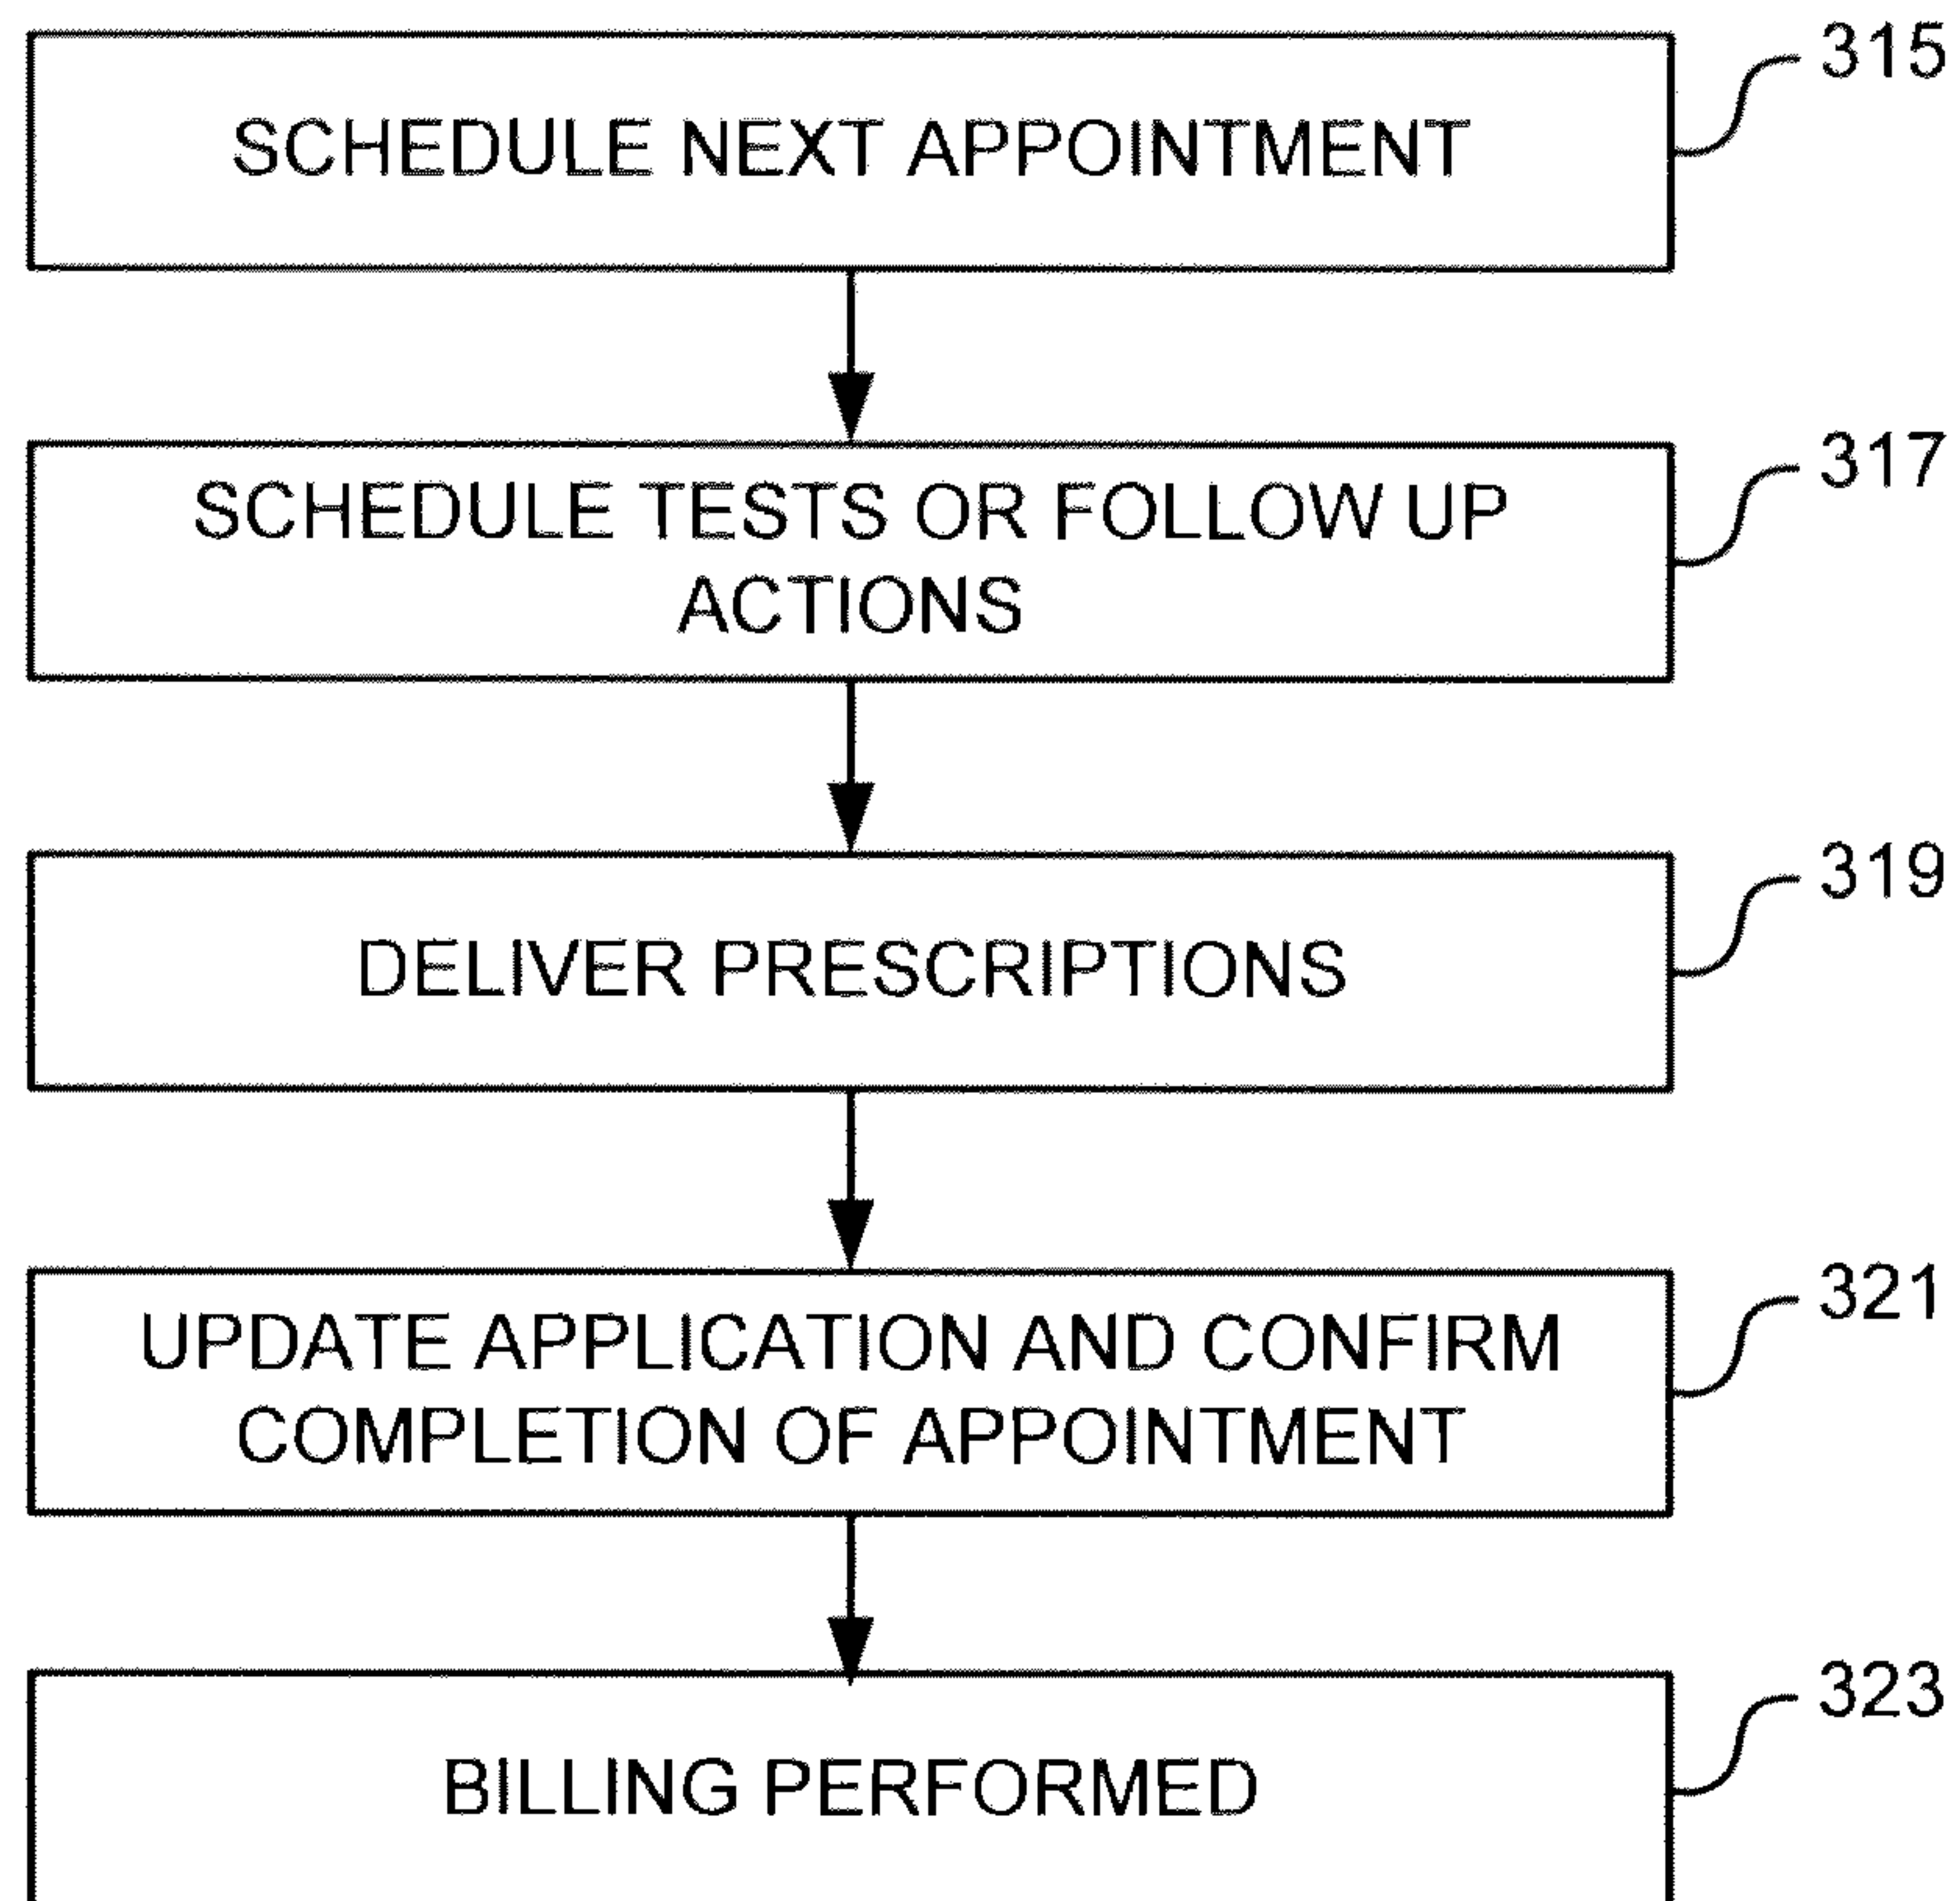 315
SCHEDULE NEXT APPOINTMENT
317
SCHEDULE TESTS OR FOLLOW UP
ACTIONS
319
DELIVER PRESCRIPTIONS
321
UPDATE APPLICATION AND CONFIRM
COMPLETION OF APPOINTMENT
323
BILLING PERFORMED